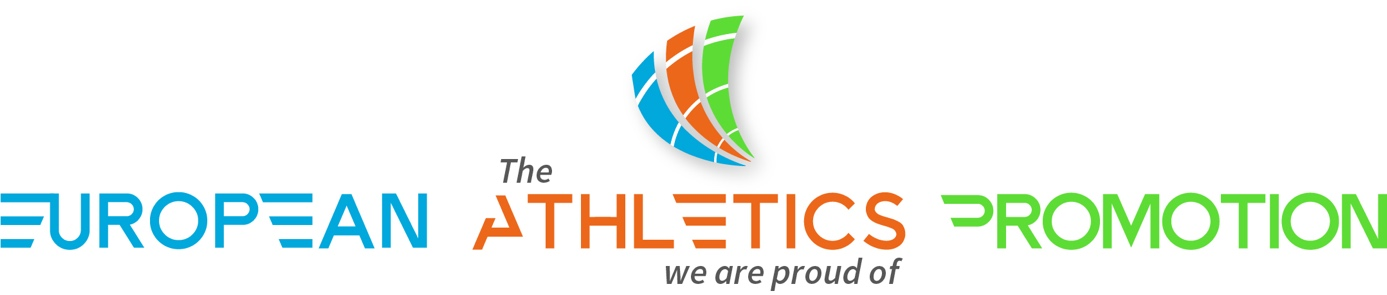 The
EUROPEAN ATHLETICS PROMOTION
we are proud of